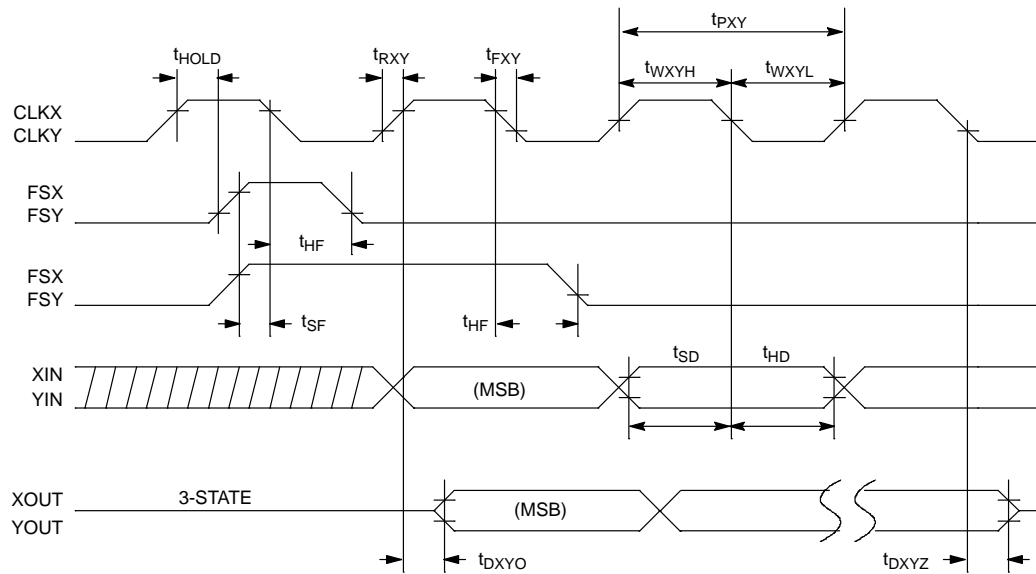 tPXY
tHOLD tRXY tFXY tWXYH tWXYL
CLKX
CLKY
FSX
FSY
tHF
FSX
FSY
tSF tHF
tSD tHD
XIN
YIN
(MSB)
XOUT
YOUT
3-STATE
(MSB)
tDXYO tDXYZ